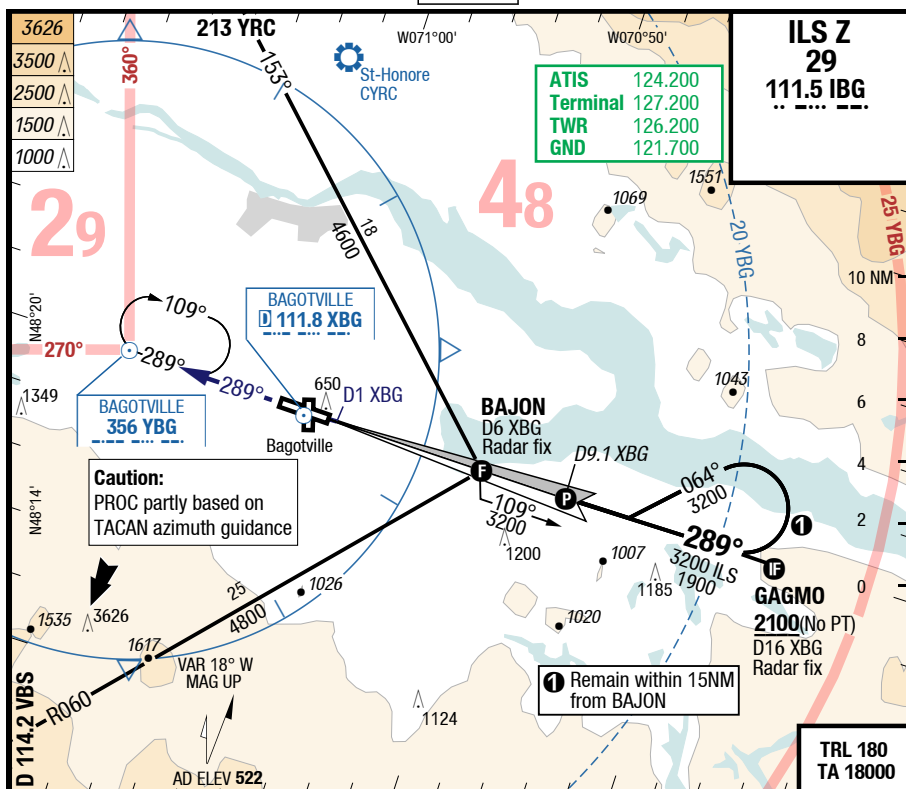 3626
3500
2500
1500
1000
213 YRC
153°
360°
St-Honore
CYRC
W071°00'
W070°50'
ATIS 124.200
Terminal 127.200
TWR 126.200
GND 121.700
ILS Z
29
111.5 IBG
29
48
1551
1069
25 YBG
20 YBG
18
4600
10 NM
8
6
4
2
0
N48°20'
N48°14'
109°
289°
270°
289°
BAGOTVILLE
D 111.8 XBG
BAGOTVILLE
356 YBG
1349
650
D1 XBG
Bagotville
1043
BAJON
D6 XBG
Radar fix
F
D9.1 XBG
P
064°
3200
109°
3200
289°
3200 ILS
1900
1
IF
GAGMO
2100(No PT)
D16 XBG
Radar fix
Caution:
PROC partly based on
TACAN azimuth guidance
1200
1007
1185
1020
1026
1535
3626
1617
25
4800
R060
D 114.2 VBS
VAR 18° W
MAG UP
AD ELEV 522
1124
1 Remain within 15NM
from BAJON
TRL 180
TA 18000